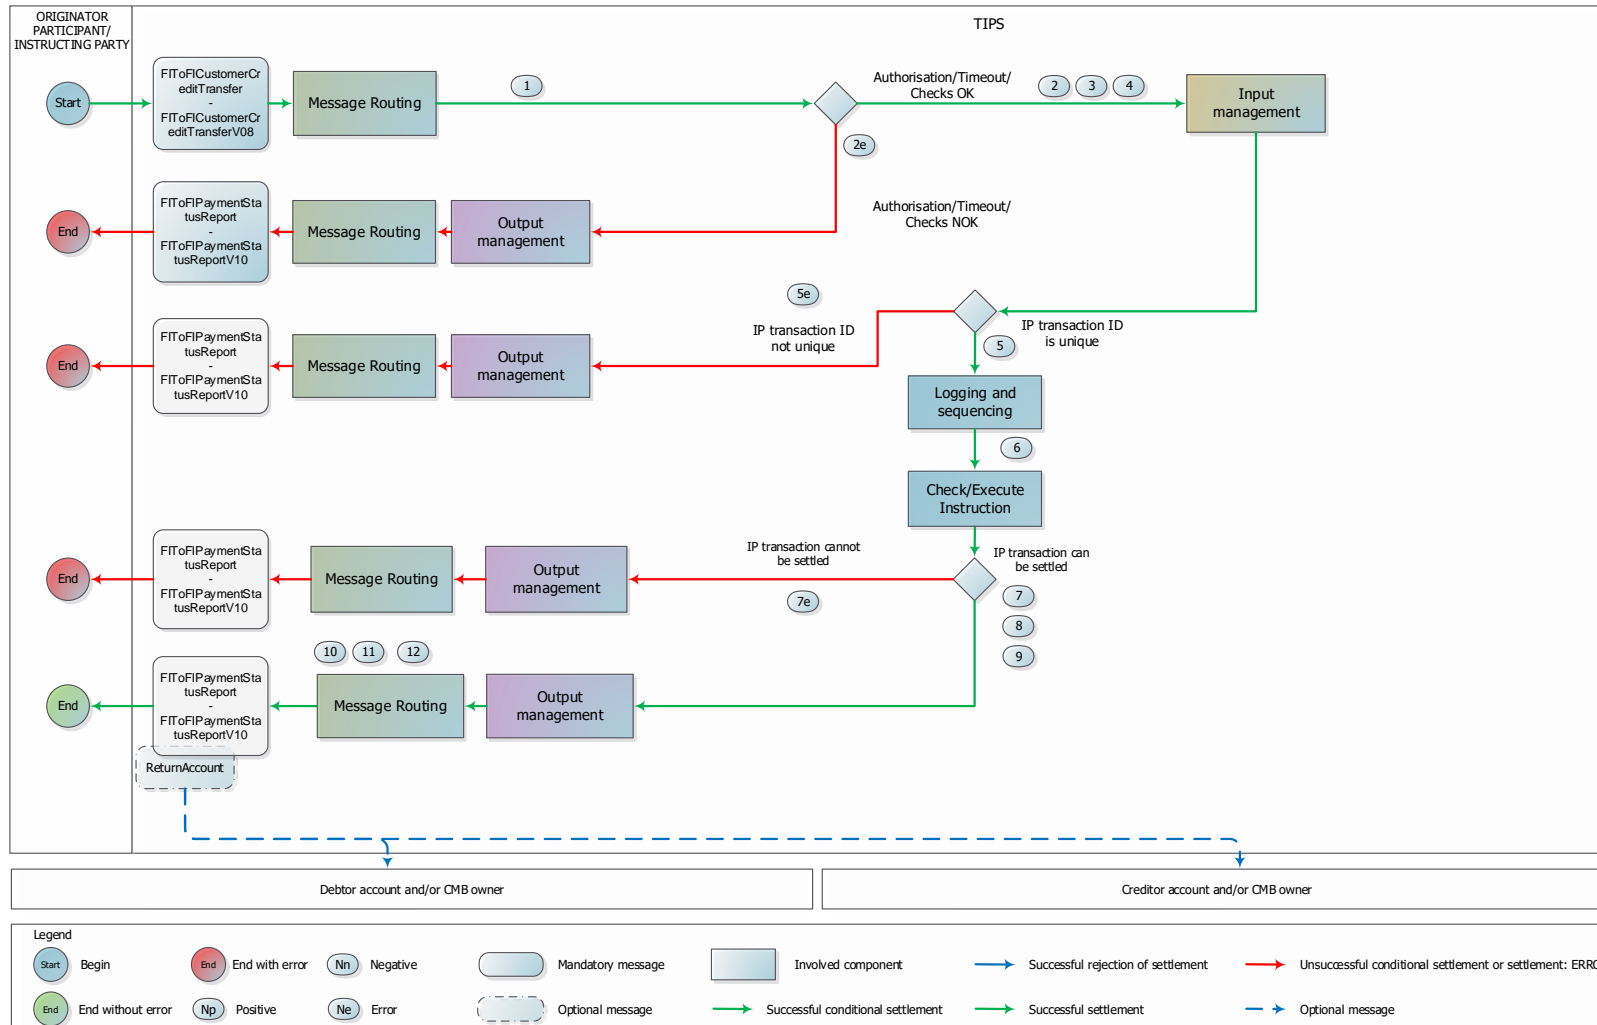 ORIGINATOR
PARTICIPANT/
INSTRUCTING PARTY
TIPS
Start
FIToFICustomerCr
editTransfer
-
FIToFICustomerCr
editTransferV08
Message Routing
1
Authorisation/Timeout/
Checks OK
2 3 4
Input
management
2e
End
FIToFIPaymentSta
tusReport
-
FIToFIPaymentSta
tusReportV10
Message Routing
Output
management
Authorisation/Timeout/
Checks NOK
5e
IP transaction ID
not unique
IP transaction ID
is unique
5
End
FIToFIPaymentSta
tusReport
-
FIToFIPaymentSta
tusReportV10
Message Routing
Output
management
Logging and
sequencing
6
Check/Execute
Instruction
IP transaction cannot
be settled
IP transaction can
be settled
End
FIToFIPaymentSta
tusReport
-
FIToFIPaymentSta
tusReportV10
Message Routing
Output
management
7e
7
8
9
10 11 12
End
FIToFIPaymentSta
tusReport
-
FIToFIPaymentSta
tusReportV10
Message Routing
Output
management
ReturnAccount
Debtor account and/or CMB owner
Creditor account and/or CMB owner
Legend
Start Begin
End End with error
Nn Negative
Mandatory message
Involved component
Successful rejection of settlement
Unsuccessful conditional settlement or settlement: ERRO
End End without error
Np Positive
Ne Error
Optional message
Successful conditional settlement
Successful settlement
Optional message